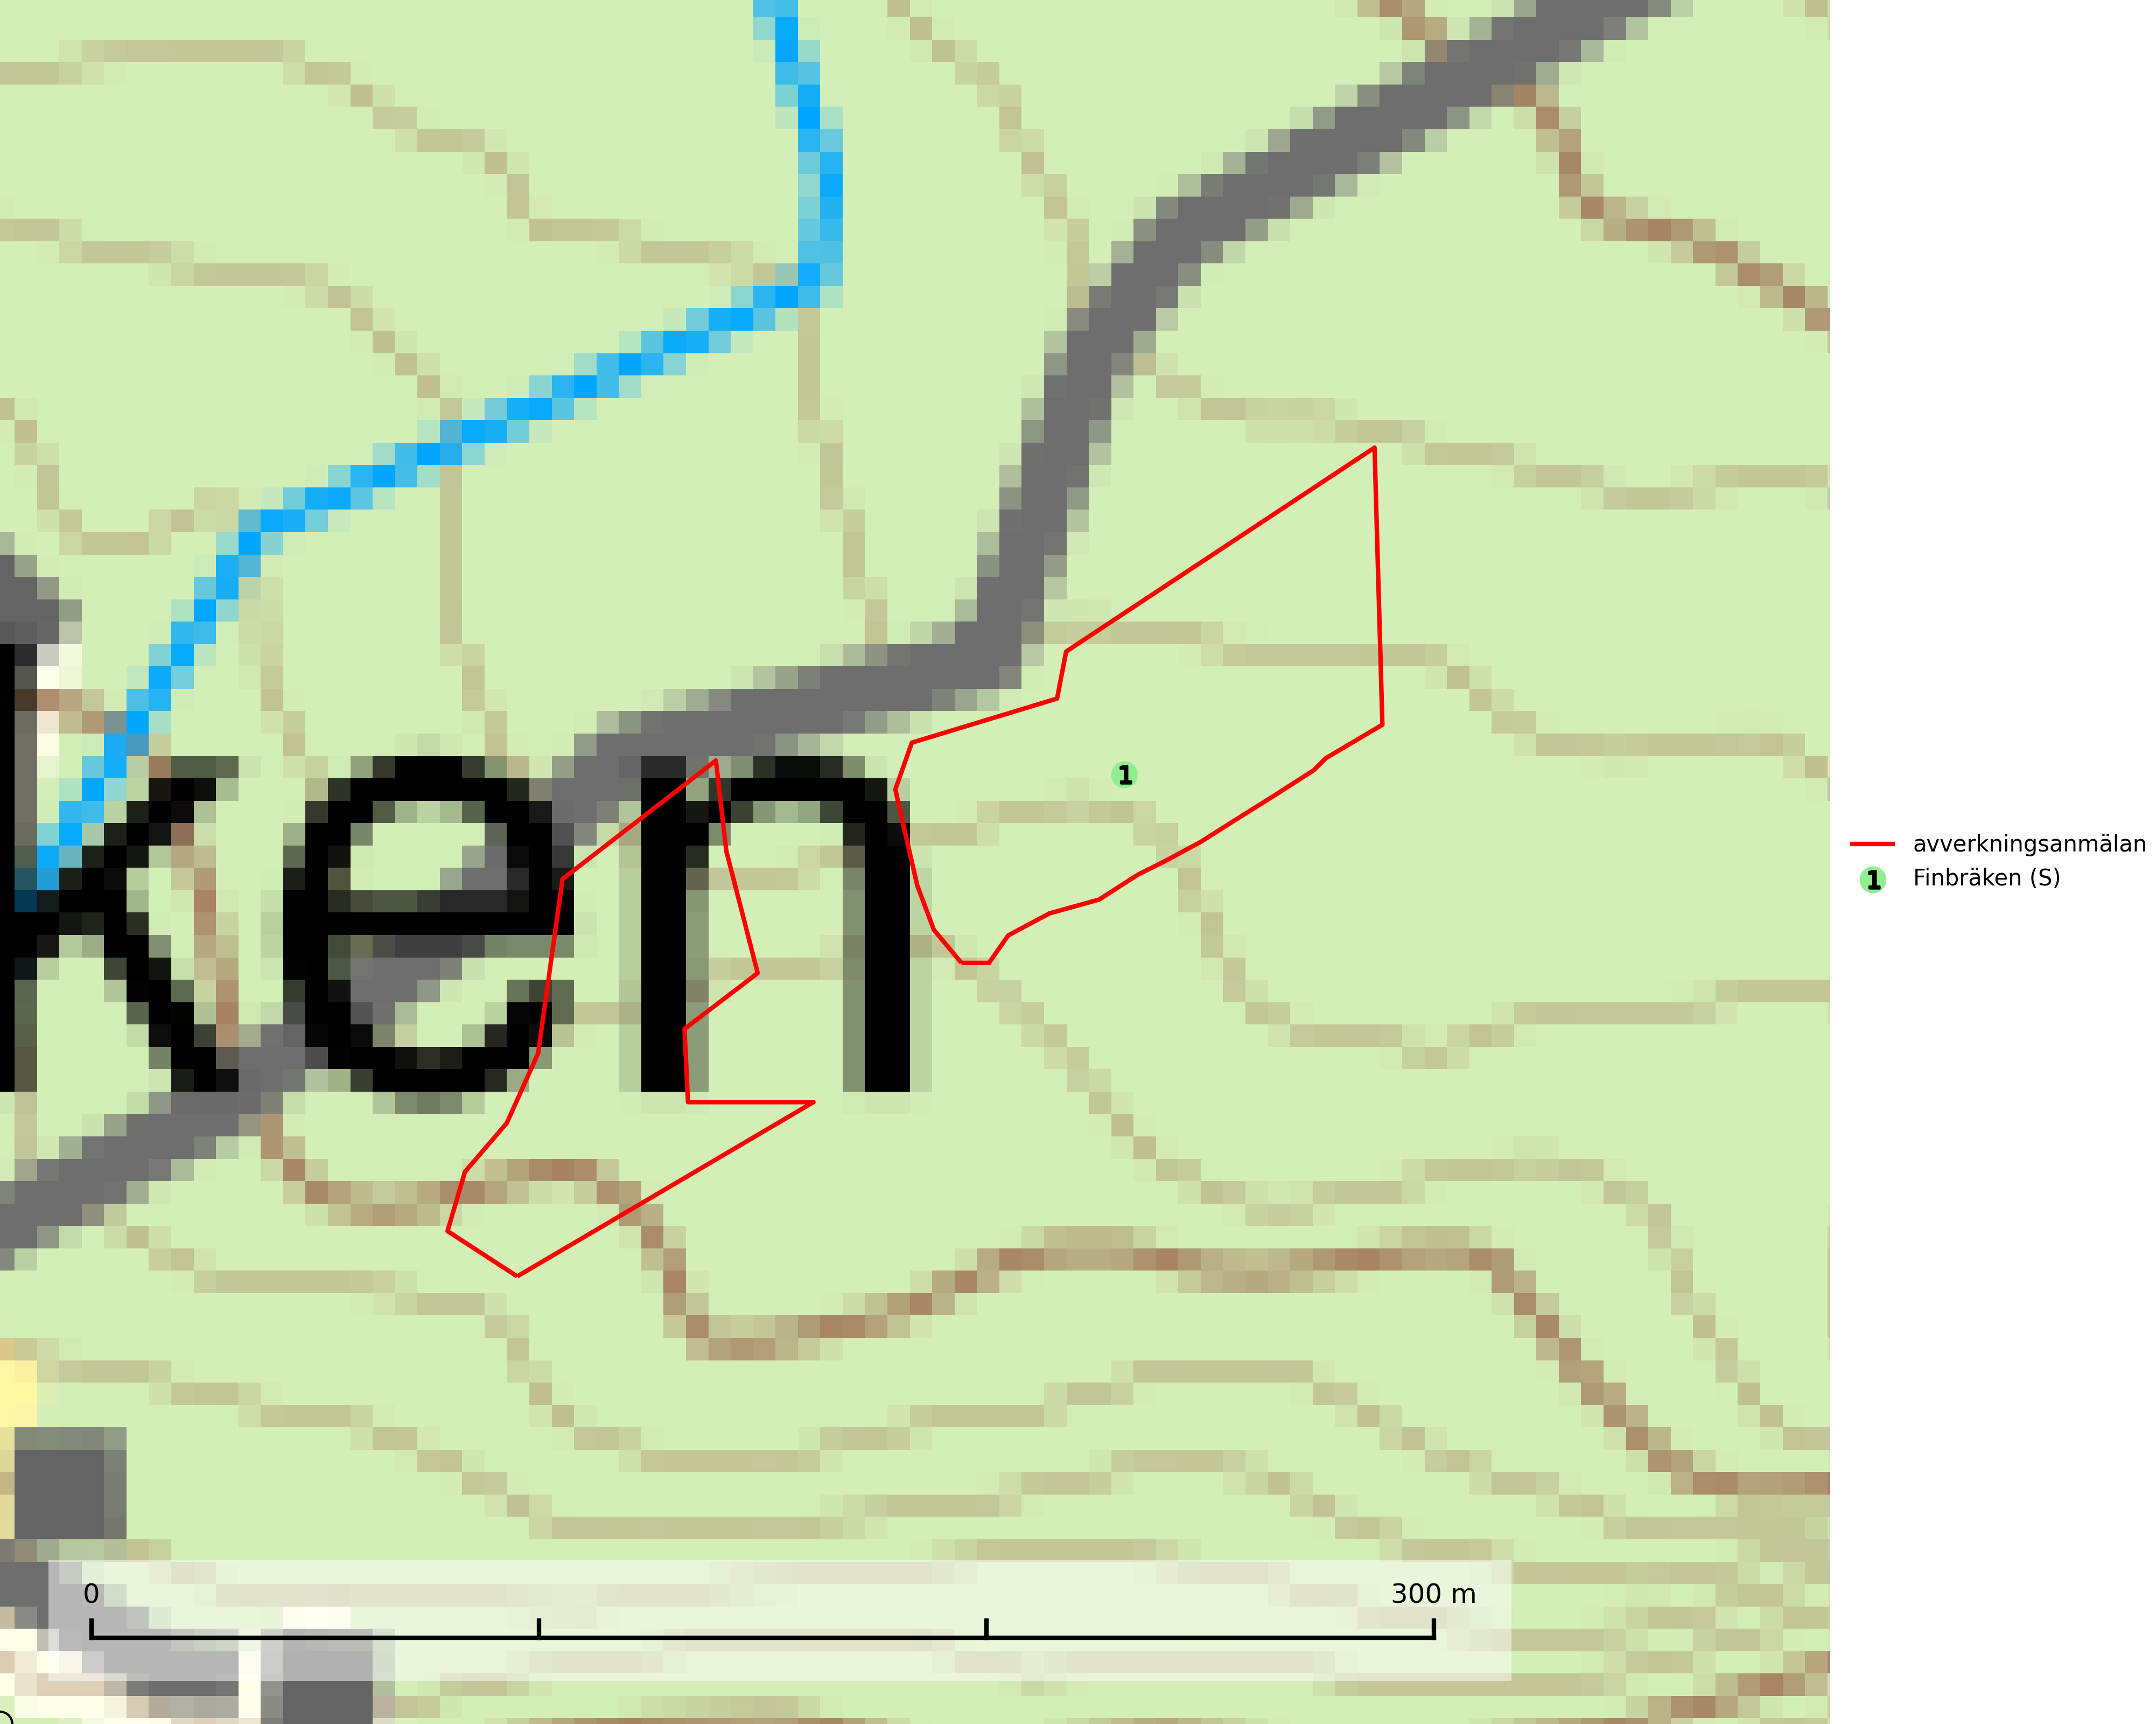 ken
1
avverkningsanmälan
1 Finbräken (S)
0 300 m